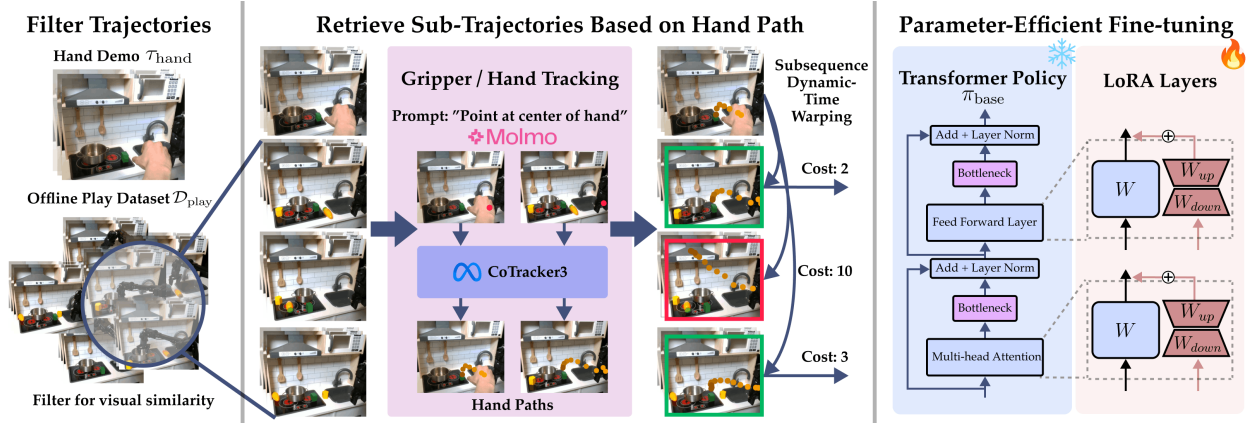 Filter Trajectories
Hand Demo τhand
Offline Play Dataset Dplay
Filter for visual similarity
Retrieve Sub-Trajectories Based on Hand Path
Gripper / Hand Tracking
Prompt: "Point at center of hand"
Molmo
CoTracker3
Hand Paths
Subsequence
Dynamic-
Time
Warping
Cost: 2
Cost: 10
Cost: 3
Parameter-Efficient Fine-tuning
Transformer Policy
πbase
Add + Layer Norm
Bottleneck
Feed Forward Layer
Add + Layer Norm
Bottleneck
Multi-head Attention
LoRA Layers
W
Wup
Wdown
W
Wup
Wdown